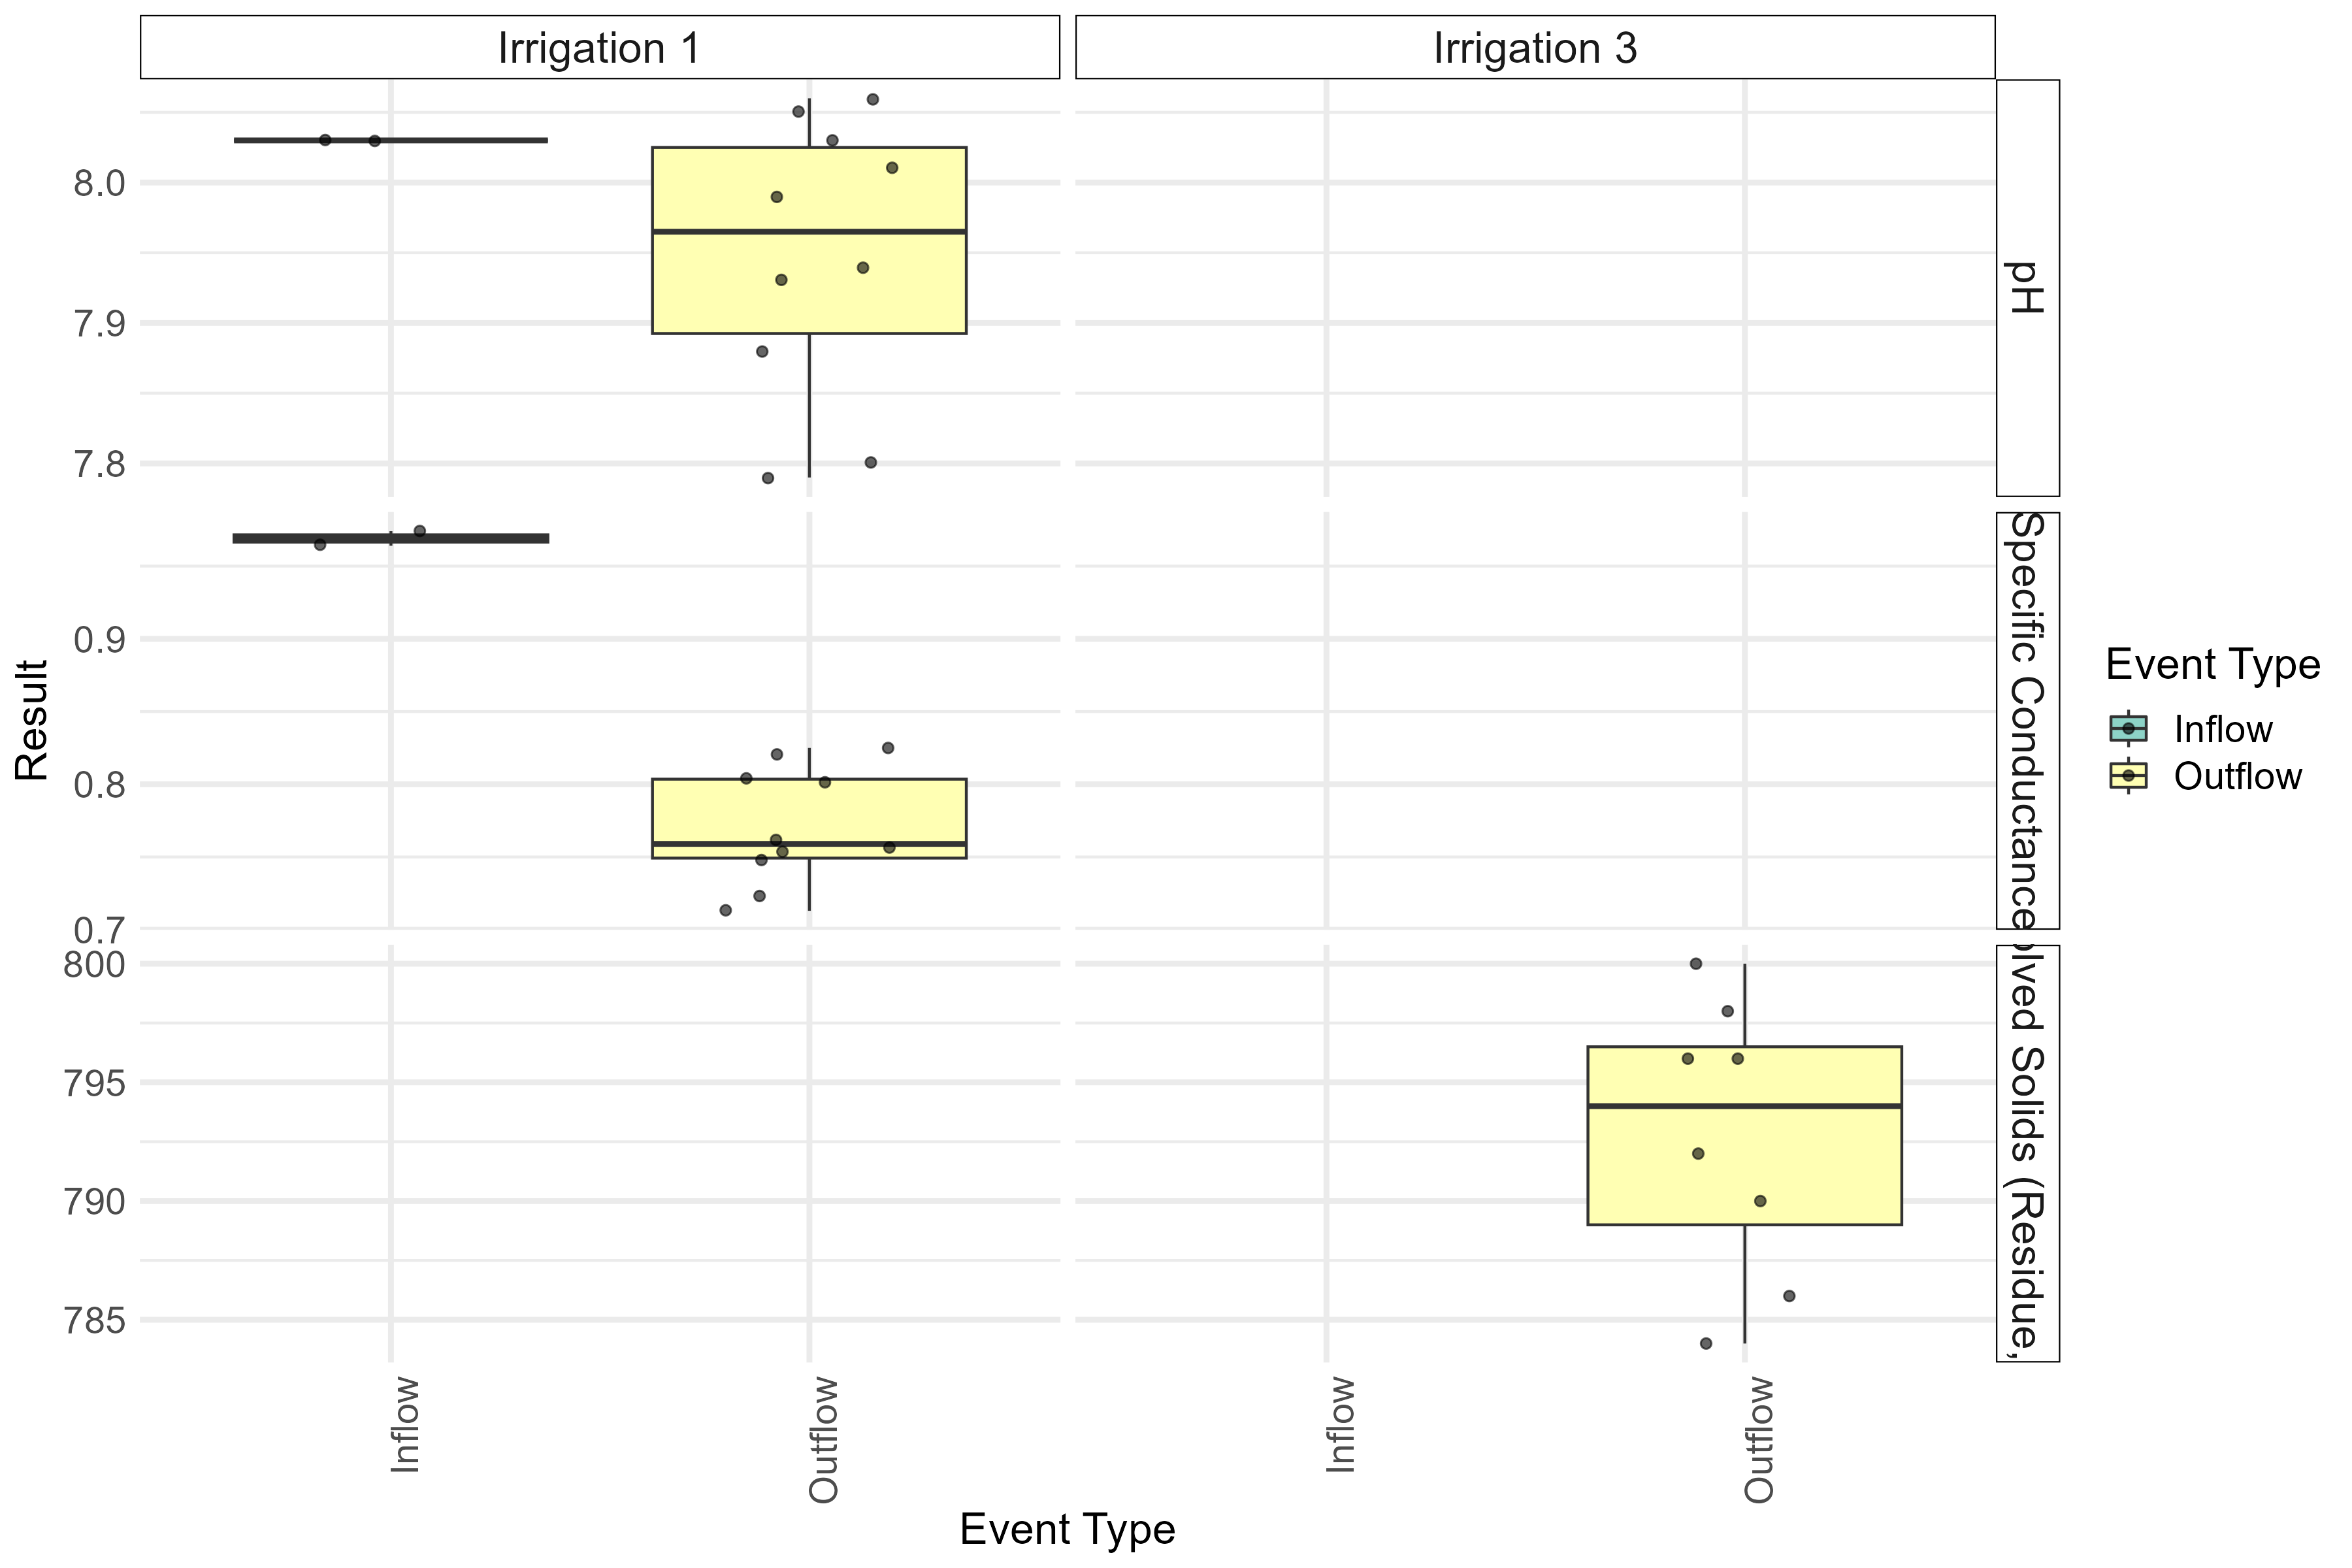 Irrigation 1
Irrigation 3
8.0
7.9
7.8
pH
0.9
0.8
0.7
Specific Conductance
800
795
790
785
lved Solids (Residue,
Result
Inflow
Outflow
Inflow
Outflow
Event Type
Event Type
Inflow
Outflow